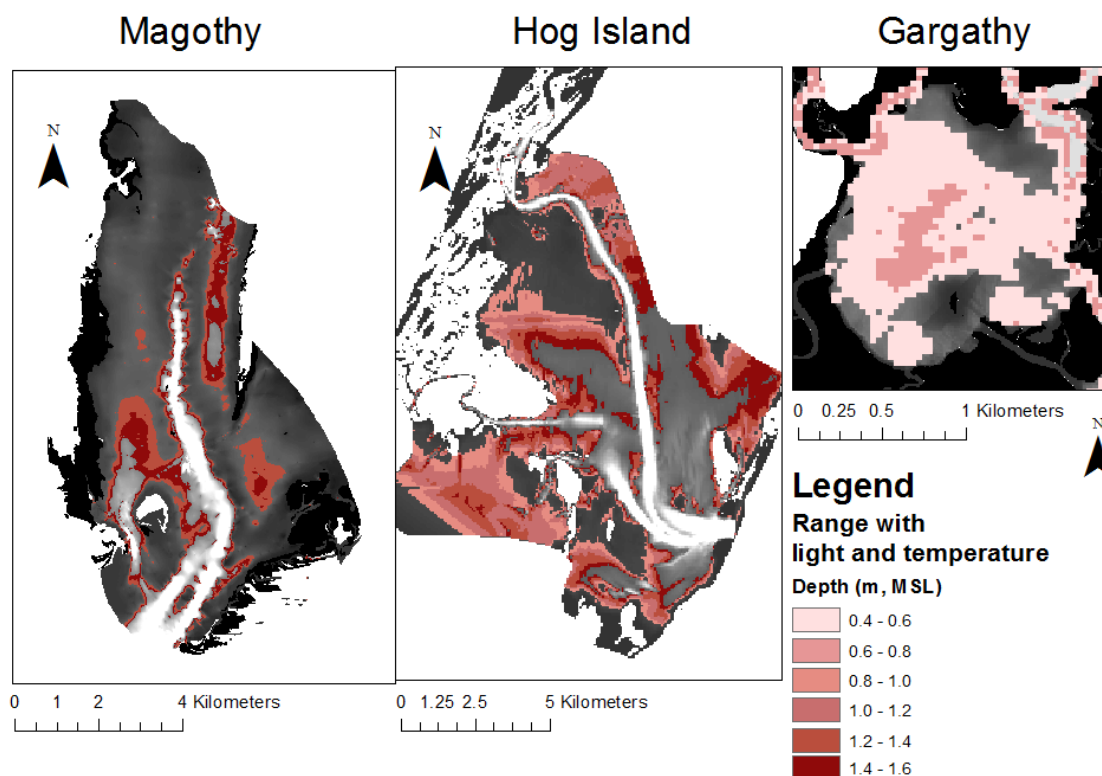 Magothy
Hog Island
Gargathy
N
N
0 1 2 4 Kilometers
0 1.25 2.5 5 Kilometers
0 0.25 0.5 1 Kilometers
N
Legend
Range with
light and temperature
Depth (m, MSL)
0.4 - 0.6
0.6 - 0.8
0.8 - 1.0
1.0 - 1.2
1.2 - 1.4
1.4 - 1.6